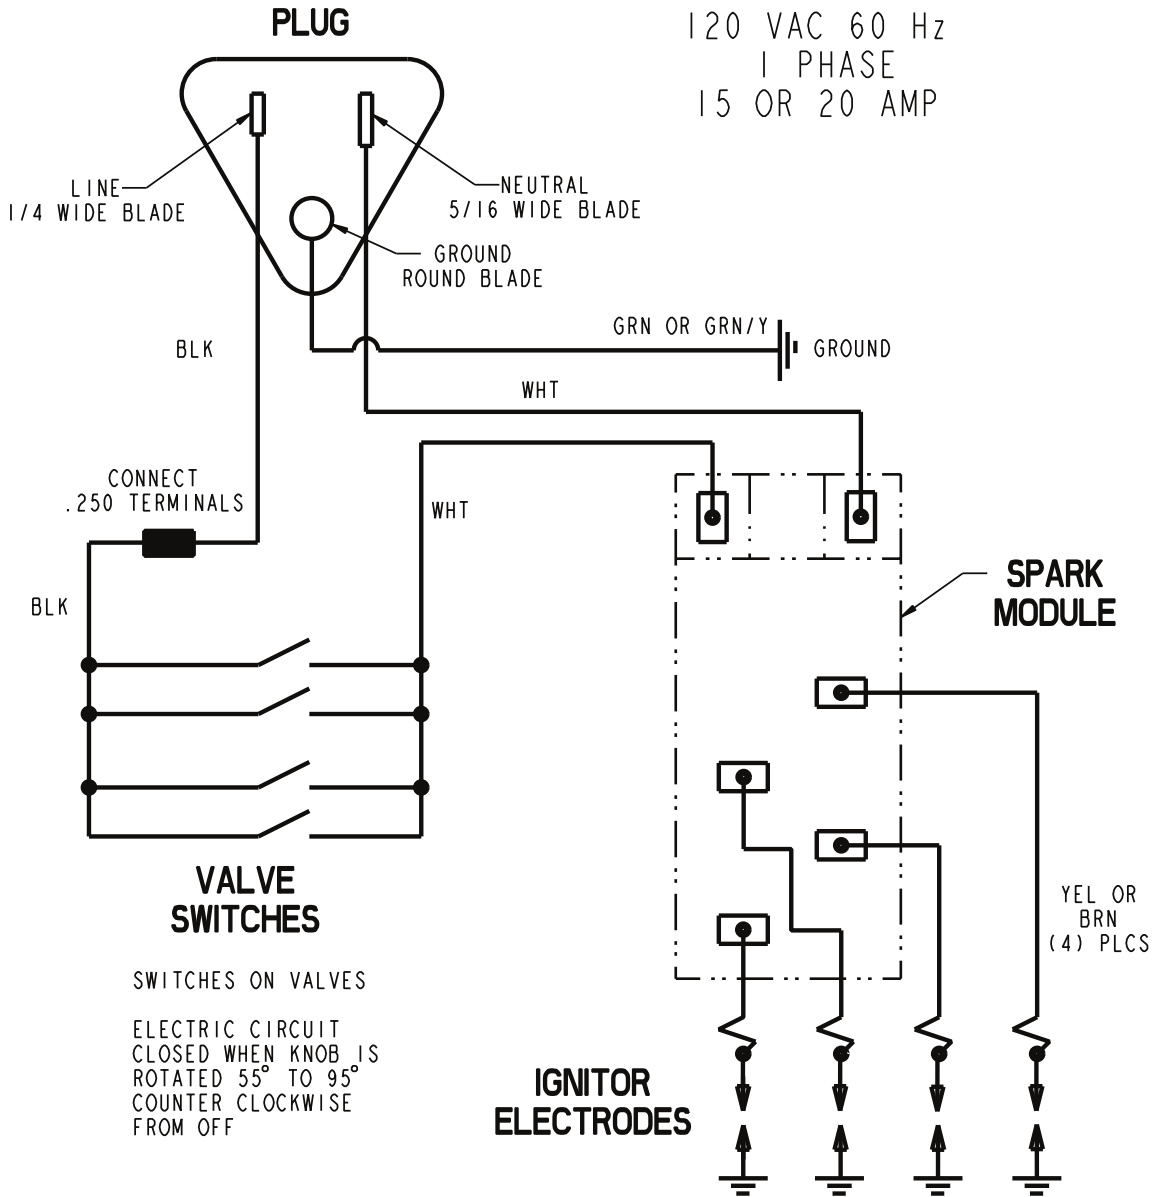 PLUG
120 VAC 60 Hz
1 PHASE
15 OR 20 AMP
LINE
1/4 WIDE BLADE
NEUTRAL
5/16 WIDE BLADE
GROUND
ROUND BLADE
GRN OR GRN/Y
GROUND
BLK
WHT
CONNECT
.250 TERMINALS
WHT
BLK
SPARK
MODULE
VALVE
SWITCHES
YEL OR
BRN
(4) PLCS
SWITCHES ON VALVES
ELECTRIC CIRCUIT
CLOSED WHEN KNOB IS
ROTATED 55° TO 95°
COUNTER CLOCKWISE
FROM OFF
IGNITOR
ELECTRODES